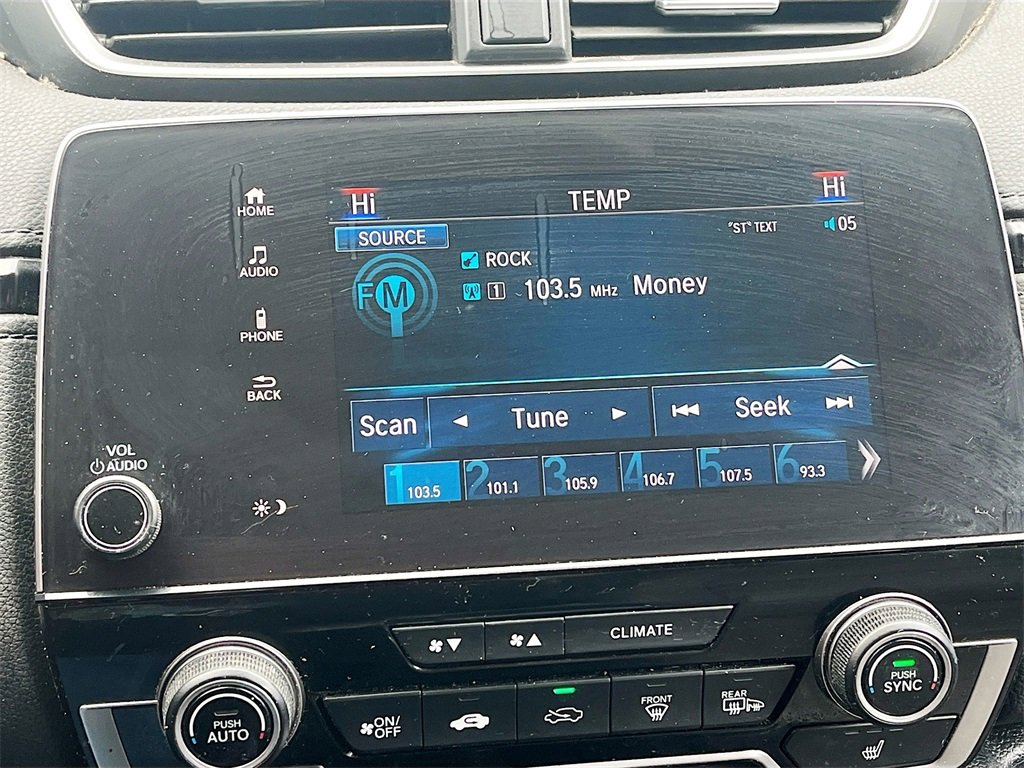 Hi TEMP Hi
HOME
SOURCE
"ST" TEXT 05
AUDIO
ROCK
FM
1 103.5 MHz Money
PHONE
BACK
Scan Tune Seek
VOL
AUDIO
1 103.5 2 101.1 3 105.9 4 106.7 5 107.5 6 93.3
CLIMATE
PUSH
AUTO
ON/
OFF
FRONT
REAR
PUSH
SYNC